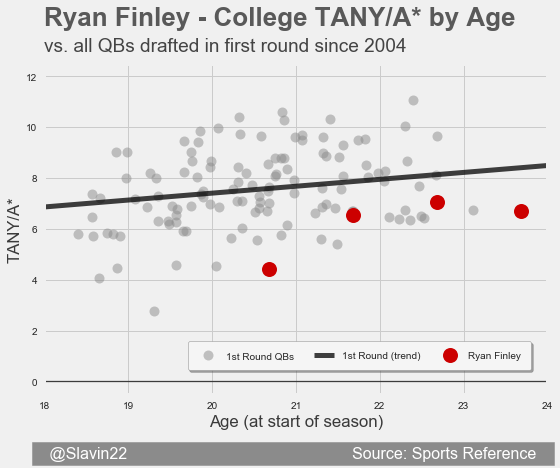 Ryan Finley - College TANY/A* by Age
vs. all QBs drafted in first round since 2004
12
10
8
6
4
2
0
TANY/A*
1st Round QBs
1st Round (trend)
Ryan Finley
18
19
20
21
22
23
24
Age (at start of season)
@Slavin22
Source: Sports Reference